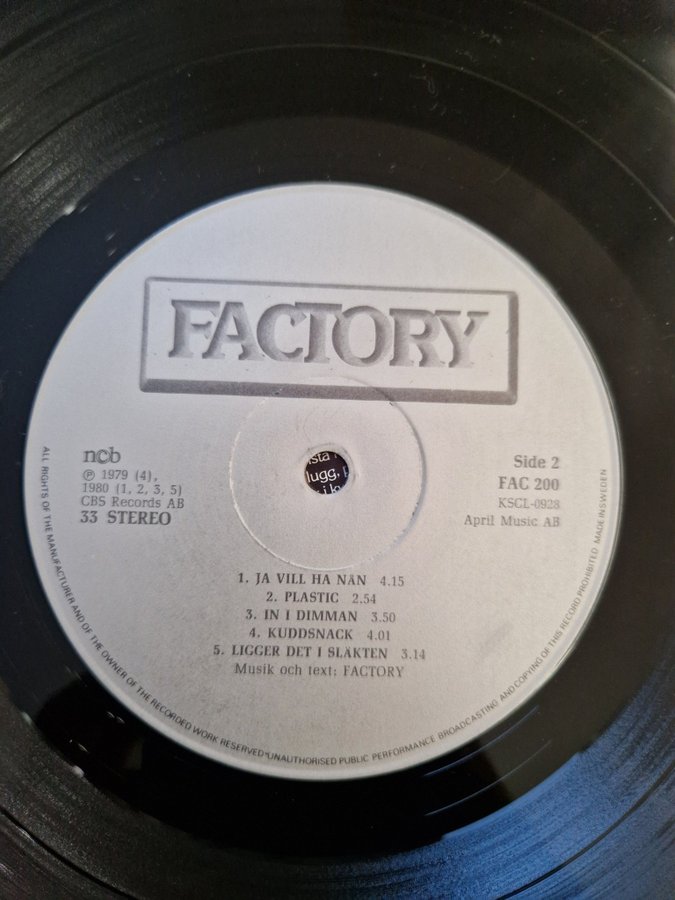 FACTORY
ncb
℗ 1979 (4),
1980 (1, 2, 3, 5)
CBS Records AB
33 STEREO
Side 2
FAC 200
KSCL-0928
April Music AB
lugg,
1. JA VILL HA NÅN 4.15
2. PLASTIC 2.54
3. IN I DIMMAN 3.50
4. KUDDSNACK 4.01
5. LIGGER DET I SLÄKTEN 3.14
Musik och text: FACTORY
ALL RIGHTS OF THE MANUFACTURER AND OF THE OWNER OF THE RECORDED WORK RESERVED·UNAUTHORISED PUBLIC PERFORMANCE BROADCASTING AND COPYING OF THIS RECORD PROHIBITED MADE IN SWEDEN